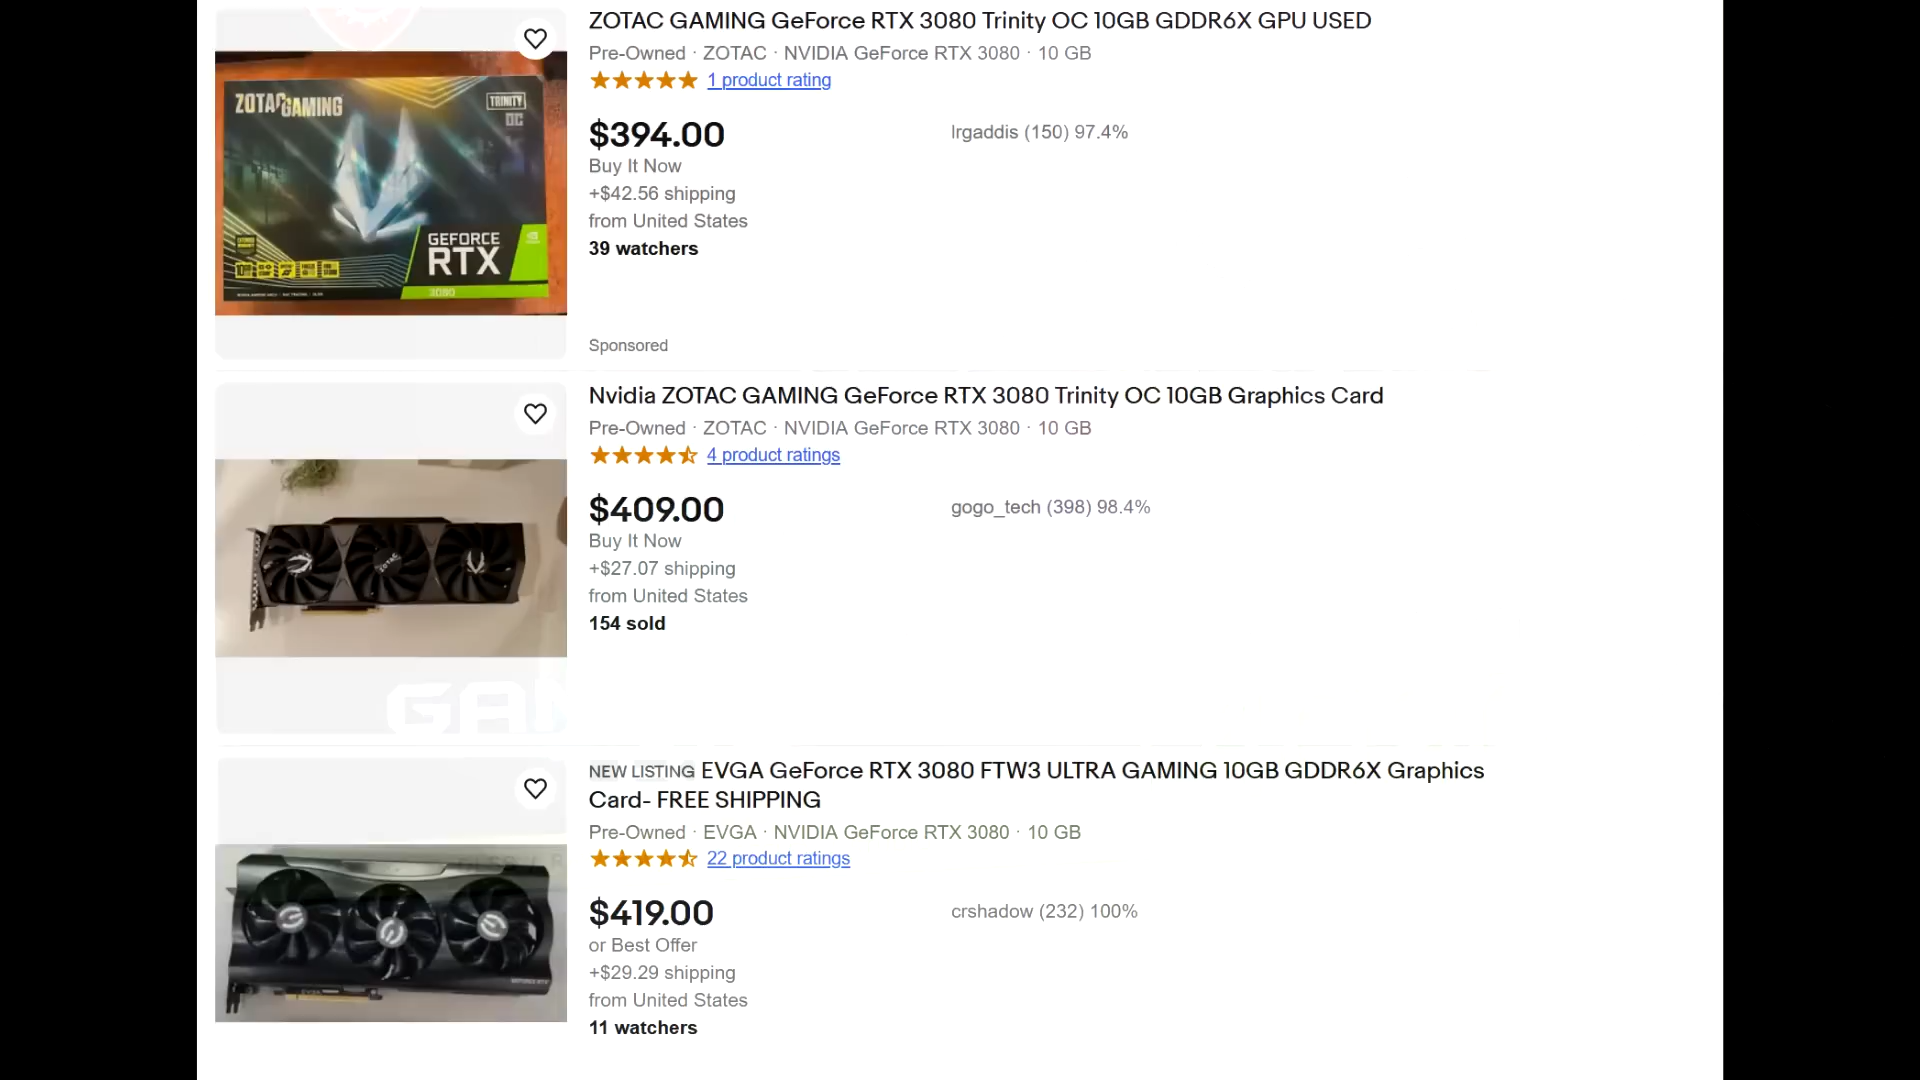 ZOTAC GAMING GeForce RTX 3080 Trinity OC 10GB GDDR6X GPU USED
Pre-Owned · ZOTAC · NVIDIA GeForce RTX 3080 · 10 GB
1 product rating
ZOTAC GAMING
TRINITY
OC
$394.00
lrgaddis (150) 97.4%
Buy It Now
+$42.56 shipping
from United States
39 watchers
GEFORCE
RTX
3080
Sponsored
Nvidia ZOTAC GAMING GeForce RTX 3080 Trinity OC 10GB Graphics Card
Pre-Owned · ZOTAC · NVIDIA GeForce RTX 3080 · 10 GB
4 product ratings
$409.00
gogo_tech (398) 98.4%
Buy It Now
+$27.07 shipping
from United States
154 sold
ZOTAC
NEW LISTING EVGA GeForce RTX 3080 FTW3 ULTRA GAMING 10GB GDDR6X Graphics
Card- FREE SHIPPING
Pre-Owned · EVGA · NVIDIA GeForce RTX 3080 · 10 GB
22 product ratings
$419.00
crshadow (232) 100%
or Best Offer
+$29.29 shipping
from United States
11 watchers
GEFORCE RTX
EVGA